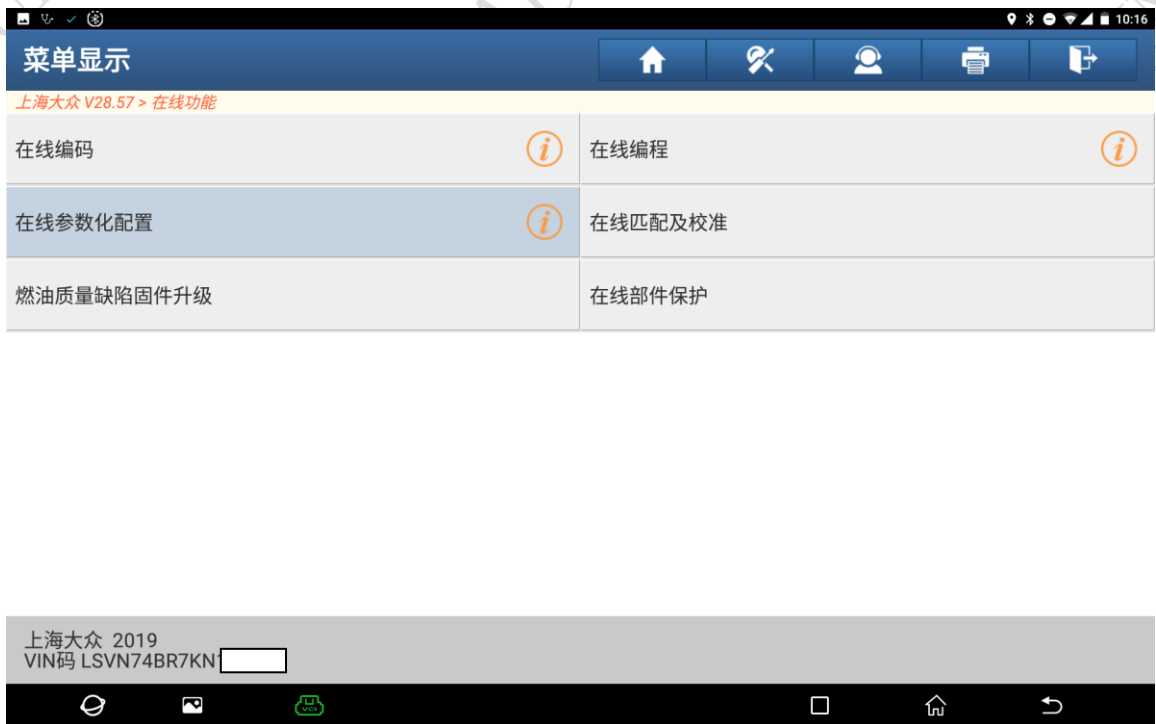 10:16
菜单显示
上海大众 V28.57 > 在线功能
在线编码
在线编程
在线参数化配置
在线匹配及校准
燃油质量缺陷固件升级
在线部件保护
上海大众 2019
VIN码 LSVN74BR7KN
VCI